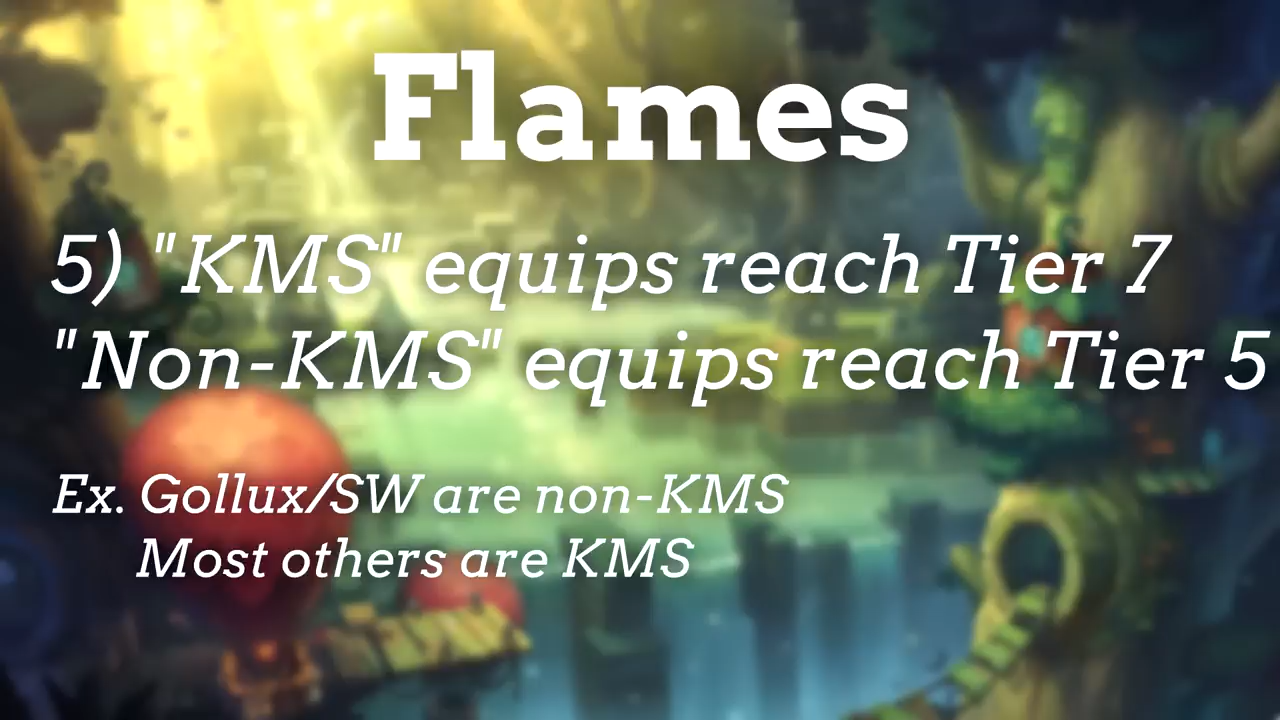 Flames
5) "KMS" equips reach Tier 7
"Non-KMS" equips reach Tier 5
Ex. Gollux/SW are non-KMS
Most others are KMS